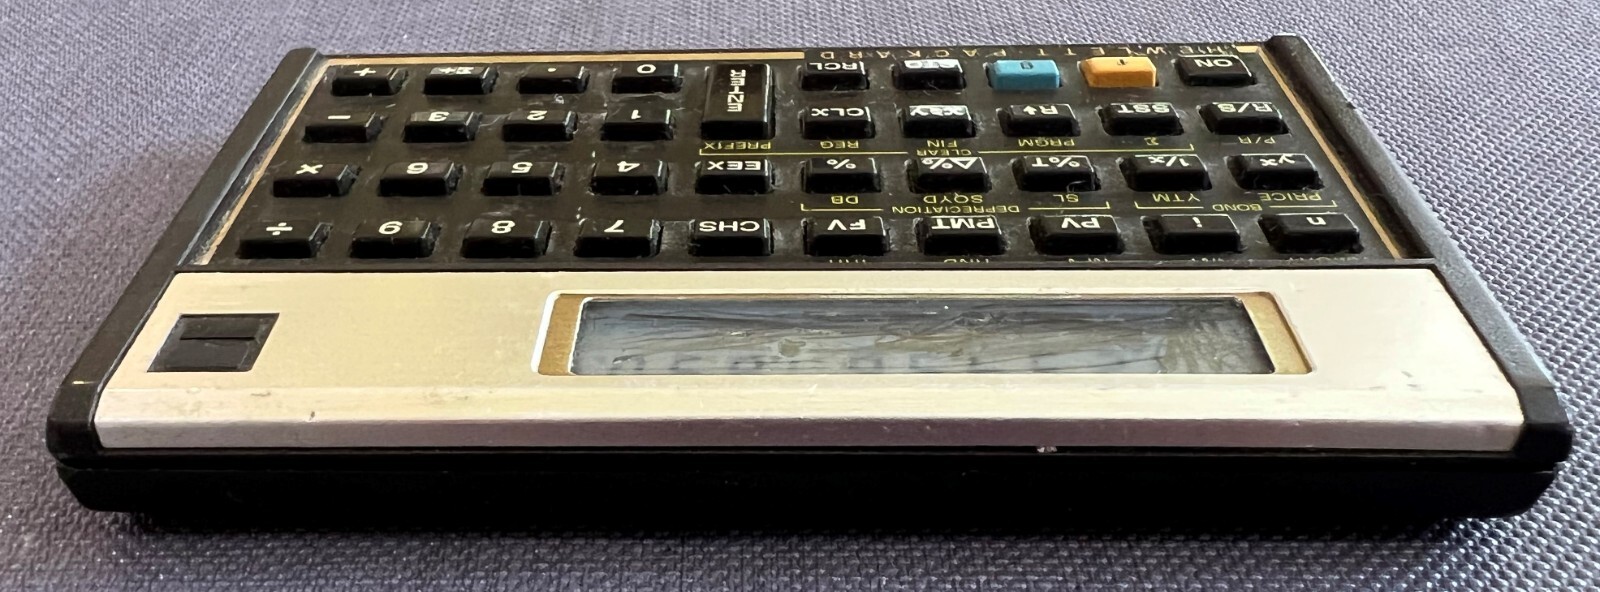 n i PV PMT FV CHS 7 8 9 ÷
BOND DEPRECIATION
PRICE YTM SL SOYD DB
yx 1/x %T Δ% % EEX 4 5 6 ×
P/R Σ PRGM FIN REG PREFIX
CLEAR
R/S SST R↓ x≷y CLX ENTER 1 2 3 −
ON f g STO RCL 0 · Σ+ +
HEWLETT PACKARD